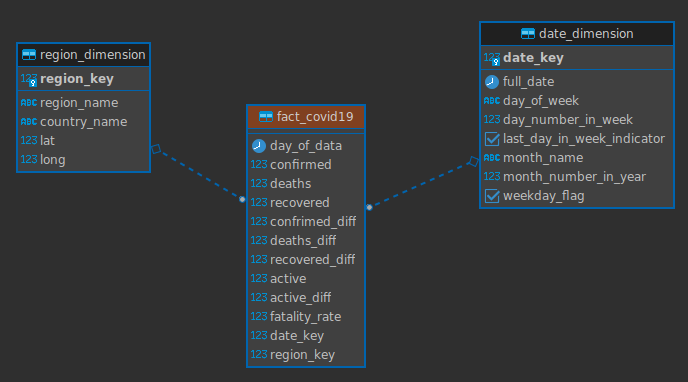 region_dimension
123 region_key
ABC region_name
ABC country_name
123 lat
123 long
fact_covid19
day_of_data
123 confirmed
123 deaths
123 recovered
123 confrimed_diff
123 deaths_diff
123 recovered_diff
123 active
123 active_diff
123 fatality_rate
123 date_key
123 region_key
date_dimension
123 date_key
full_date
ABC day_of_week
123 day_number_in_week
last_day_in_week_indicator
ABC month_name
123 month_number_in_year
weekday_flag